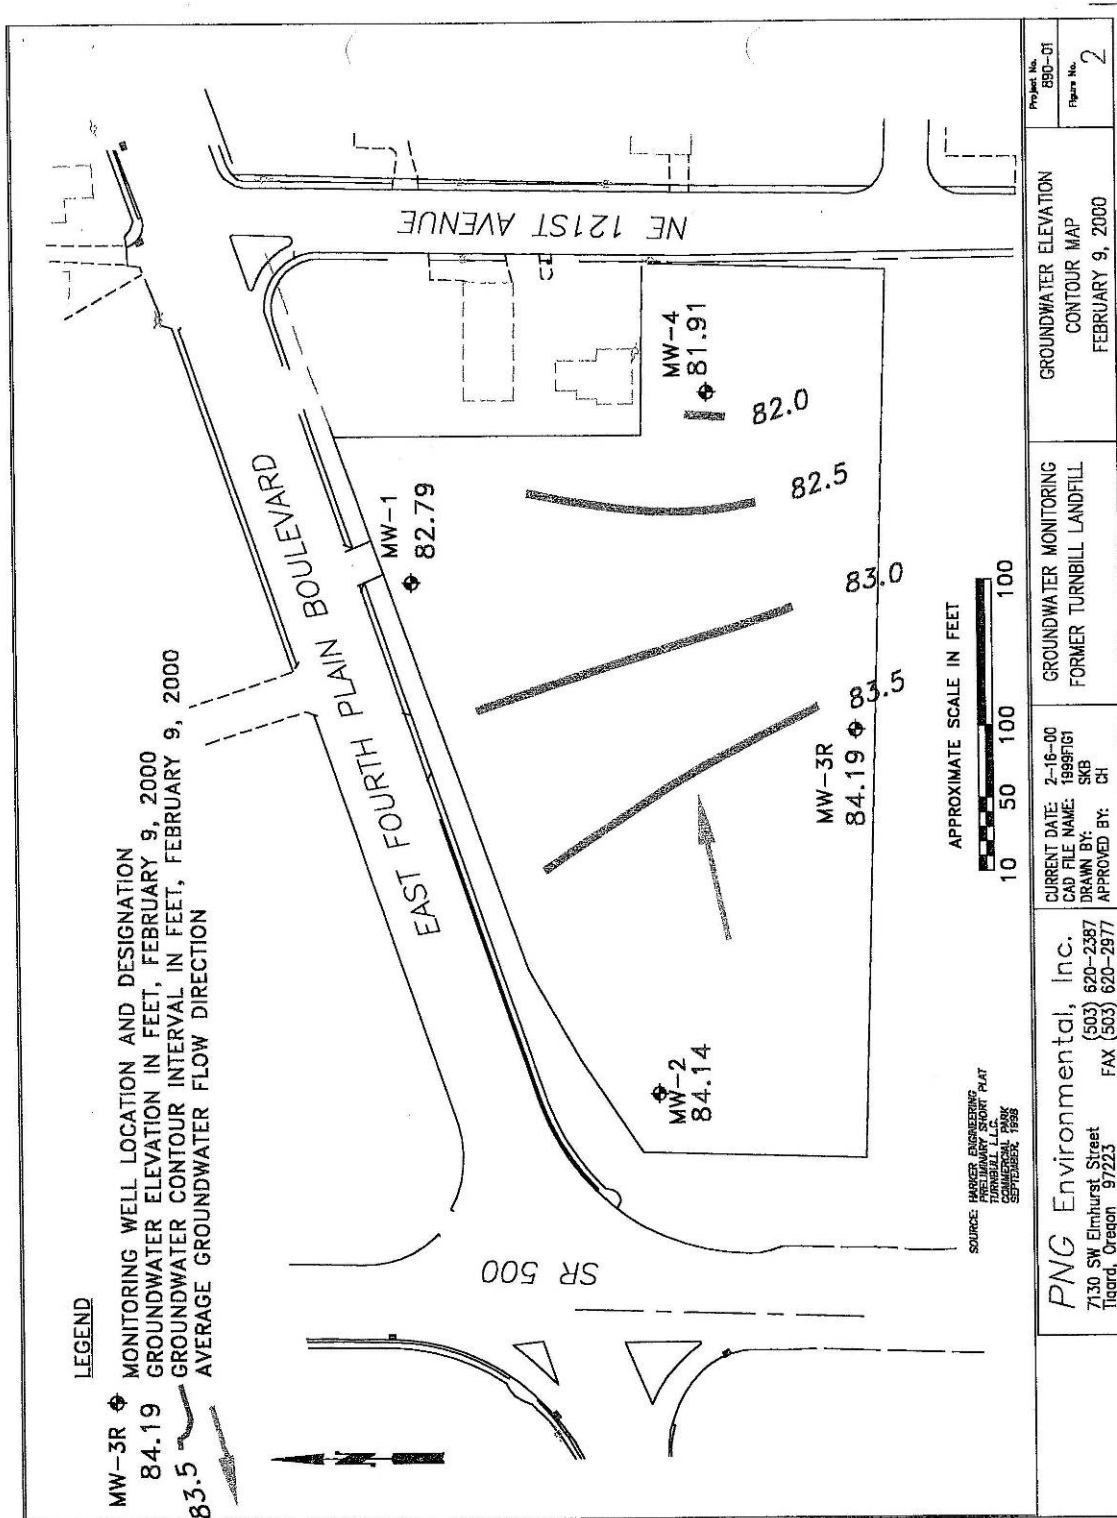 LEGEND
MW-3R MONITORING WELL LOCATION AND DESIGNATION
84.19 GROUNDWATER ELEVATION IN FEET, FEBRUARY 9, 2000
83.5 GROUNDWATER CONTOUR INTERVAL IN FEET, FEBRUARY 9, 2000
AVERAGE GROUNDWATER FLOW DIRECTION
N
EAST FOURTH PLAIN BOULEVARD
NE 121ST AVENUE
SR 500
MW-1
82.79
MW-2
84.14
MW-3R
84.19
MW-4
81.91
83.5
83.0
82.5
82.0
APPROXIMATE SCALE IN FEET
10 50 100 100
SOURCE: HARKER ENGINEERING
PRELIMINARY SHORT PLAT
TURNBULL L.L.C.
COMMERCIAL PARK
SEPTEMBER, 1998
PNG Environmental, Inc.
7130 SW Elmhurst Street (503) 620-2387
Tigard, Oregon 97223 FAX (503) 620-2977
CURRENT DATE: 2-16-00
CAD FILE NAME: 1999FIG1
DRAWN BY: SKB
APPROVED BY: CH
GROUNDWATER MONITORING
FORMER TURNBILL LANDFILL
GROUNDWATER ELEVATION
CONTOUR MAP
FEBRUARY 9, 2000
Project No.
890-01
Figure No.
2